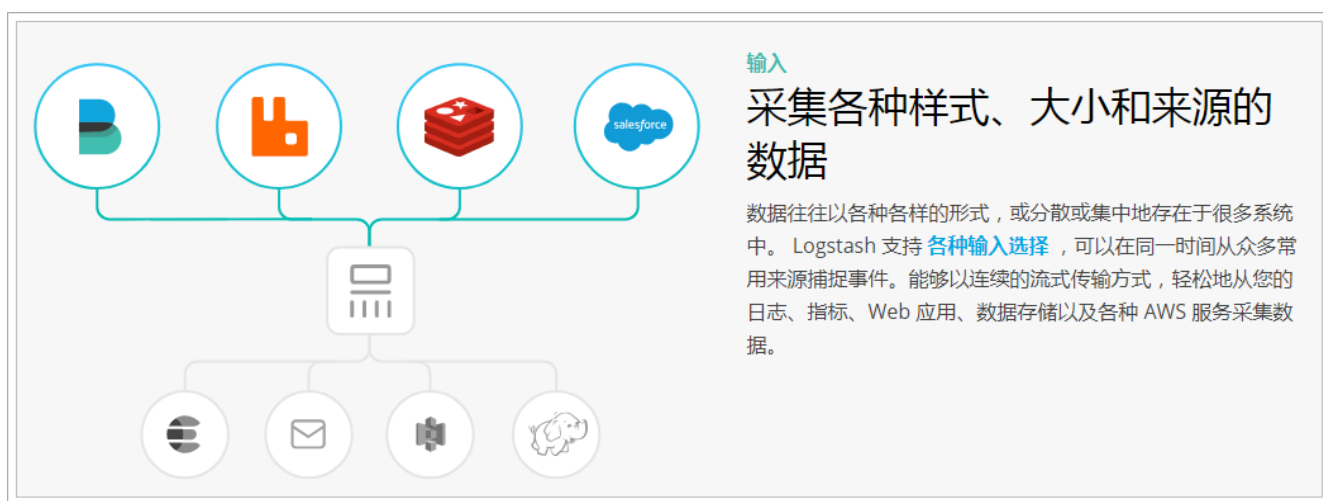 salesforce
输入
采集各种样式、大小和来源的
数据
数据往往以各种各样的形式，或分散或集中地存在于很多系统
中。 Logstash 支持 各种输入选择 ，可以在同一时间从众多常
用来源捕捉事件。能够以连续的流式传输方式，轻松地从您的
日志、指标、Web 应用、数据存储以及各种 AWS 服务采集数
据。